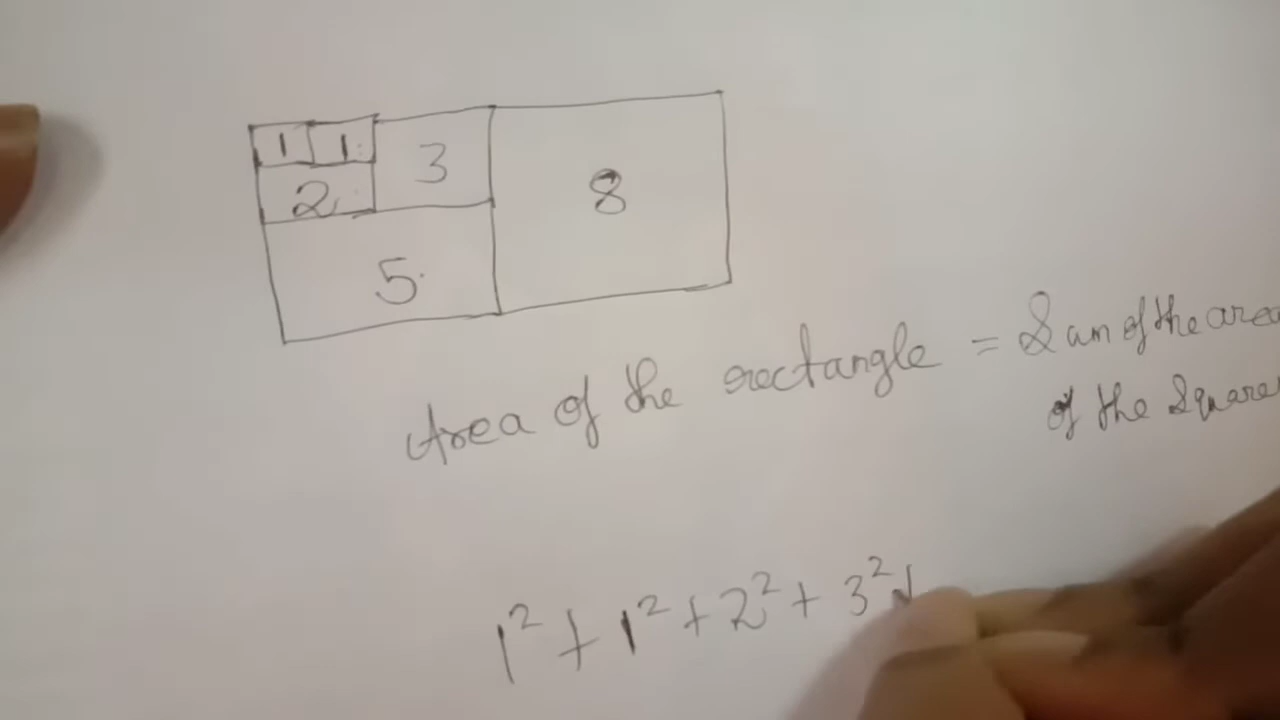 1 1 3
2 8
5
Area of the rectangle = Sum of the area
of the Square
1² + 1² + 2² + 3²